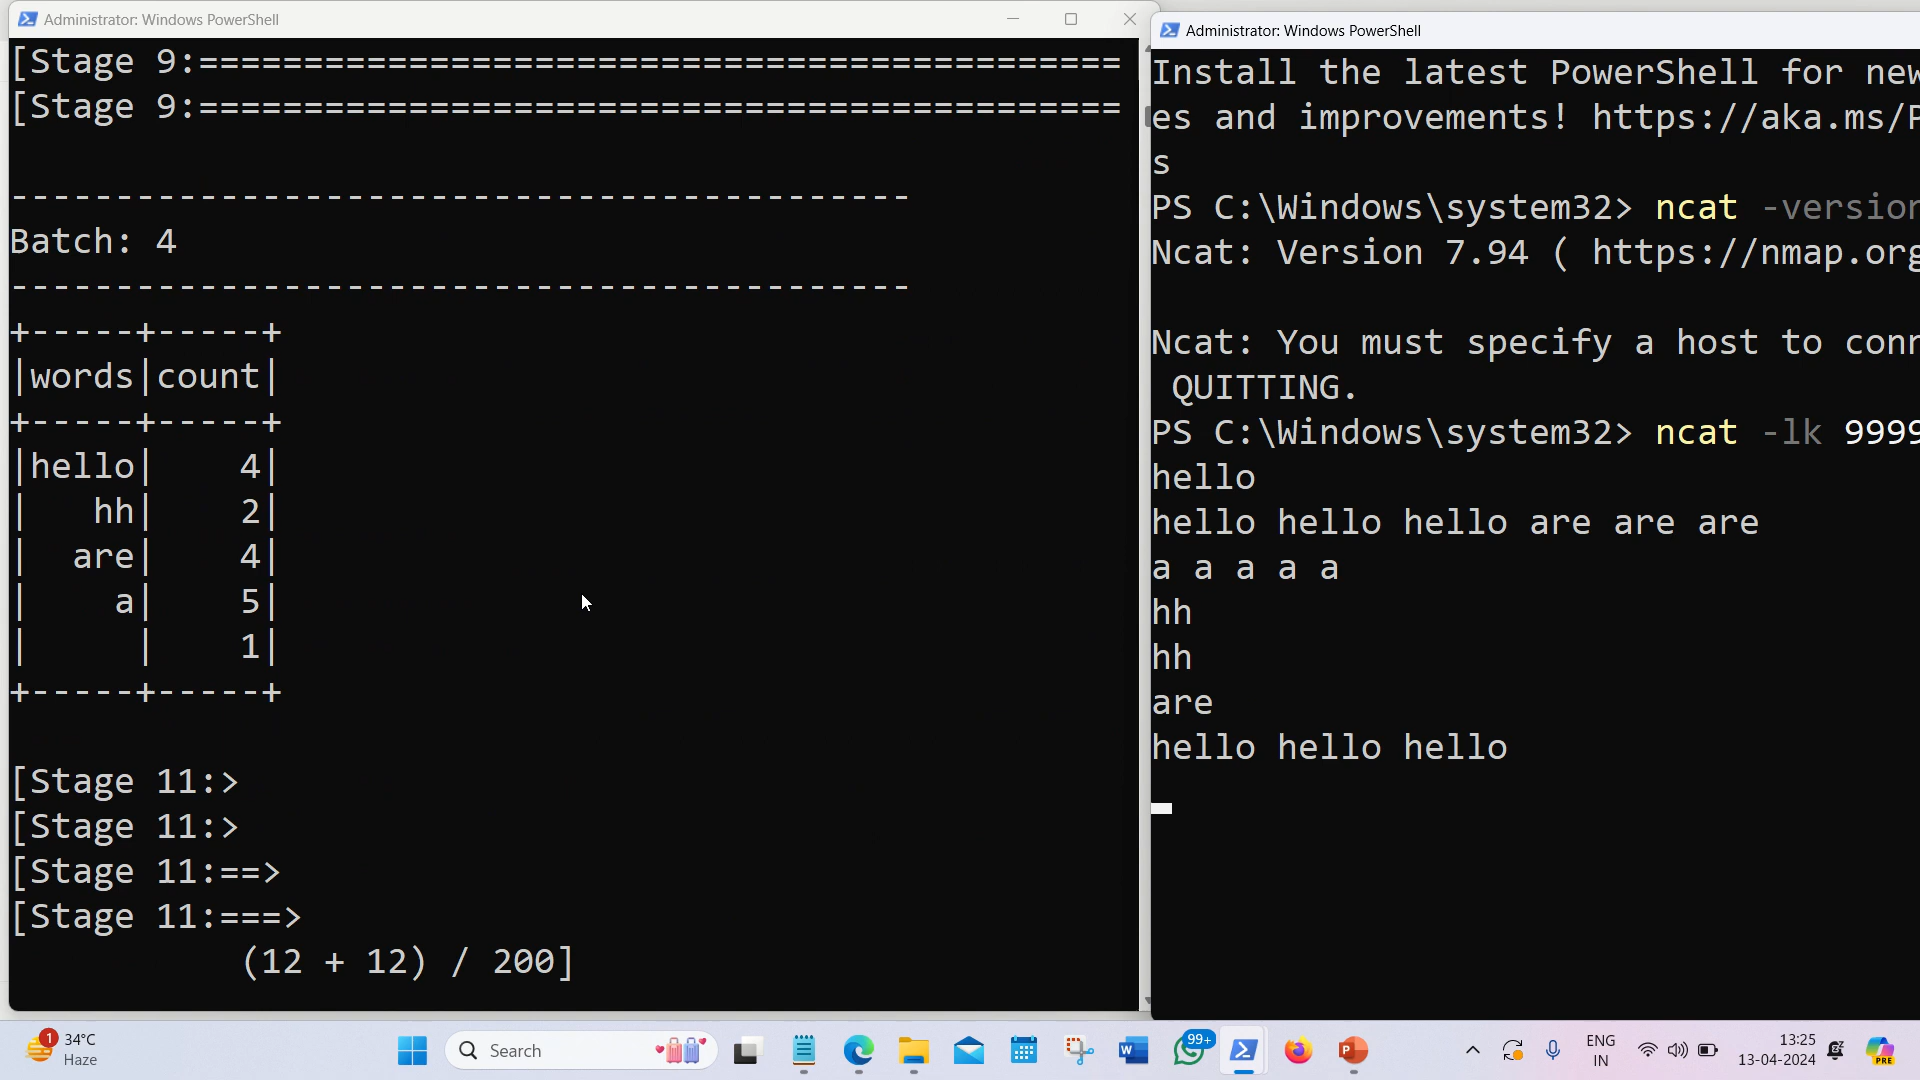 Administrator: Windows PowerShell
[Stage 9:============================================
[Stage 9:============================================
-------------------------------------------
Batch: 4
-------------------------------------------
+-----+-----+
|words|count|
+-----+-----+
|hello|    4|
|   hh|    2|
|  are|    4|
|    a|    5|
|     |    1|
+-----+-----+
[Stage 11:>
[Stage 11:>
[Stage 11:==>
[Stage 11:===>
(12 + 12) / 200]
Administrator: Windows PowerShell
Install the latest PowerShell for new
es and improvements! https://aka.ms/P
s
PS C:\Windows\system32> ncat -version
Ncat: Version 7.94 ( https://nmap.org
Ncat: You must specify a host to conn
QUITTING.
PS C:\Windows\system32> ncat -lk 9999
hello
hello hello hello are are are
a a a a a
hh
hh
are
hello hello hello
1
34°C
Haze
Search
99+
ENG
IN
13:25
13-04-2024
PRE